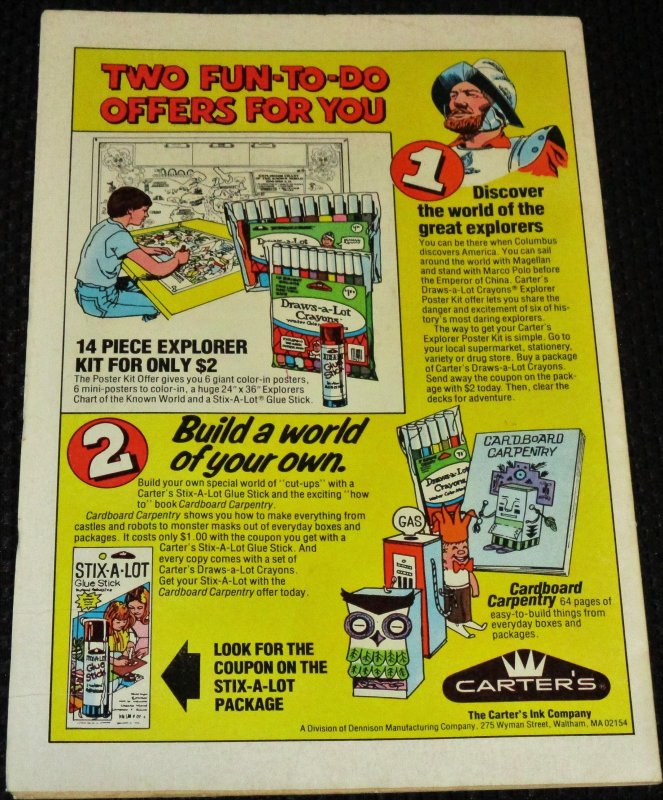 TWO FUN-TO-DO
OFFERS FOR YOU
1
Discover
the world of the
great explorers
You can be there when Columbus
discovers America. You can sail
around the world with Magellan
and stand with Marco Polo before
the Emperor of China. Carter's
Draws-a-Lot Crayons® Explorer
Poster Kit offer lets you share the
danger and excitement of six of his-
tory's most daring explorers.
The way to get your Carter's
Explorer Poster Kit is simple. Go to
your local supermarket, stationery,
variety or drug store. Buy a package
of Carter's Draws-a-Lot Crayons.
Send away the coupon on the pack-
age with $2 today. Then, clear the
decks for adventure.
Draws-a-Lot
Crayons
14 PIECE EXPLORER
KIT FOR ONLY $2
The Poster Kit Offer gives you 6 giant color-in posters,
6 mini-posters to color-in, a huge 24" x 36" Explorers
Chart of the Known World and a Stix-A-Lot® Glue Stick.
2
Build a world
of your own.
Build your own special world of "cut-ups" with a
Carter's Stix-A-Lot Glue Stick and the exciting "how
to" book Cardboard Carpentry.
Cardboard Carpentry shows you how to make everything from
castles and robots to monster masks out of everyday boxes and
packages. It costs only $1.00 with the coupon you get with a
Carter's Stix-A-Lot Glue Stick. And
every copy comes with a set of
Carter's Draws-a-Lot Crayons.
Get your Stix-A-Lot with the
Cardboard Carpentry offer today.
STIX-A-LOT
Glue Stick
Glue
Stick
LOOK FOR THE
COUPON ON THE
STIX-A-LOT
PACKAGE
Draws-a-Lot
Crayons
CARDBOARD
CARPENTRY
GAS
Cardboard
Carpentry 64 pages of
easy-to-build things from
everyday boxes and
packages.
CARTER'S®
The Carter's Ink Company
A Division of Dennison Manufacturing Company, 275 Wyman Street, Waltham, MA 02154